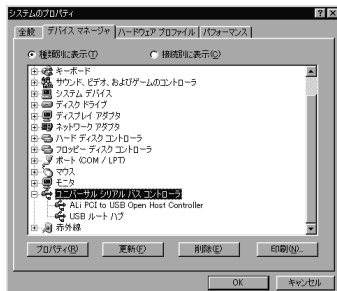 システムのプロパティ
全般 デバイス マネージャ ハードウェア プロファイル パフォーマンス
種類別に表示(T) 接続別に表示(C)
キーボード
サウンド、ビデオ、およびゲームのコントローラ
システム デバイス
ディスク ドライブ
ディスプレイ アダプタ
ネットワーク アダプタ
ハード ディスク コントローラ
フロッピー ディスク コントローラ
ポート (COM / LPT)
マウス
モニタ
ユニバーサル シリアル バス コントローラ
ALi PCI to USB Open Host Controller
USB ルート ハブ
赤外線
プロパティ(R) 更新(F) 削除(E) 印刷(N)...
OK キャンセル